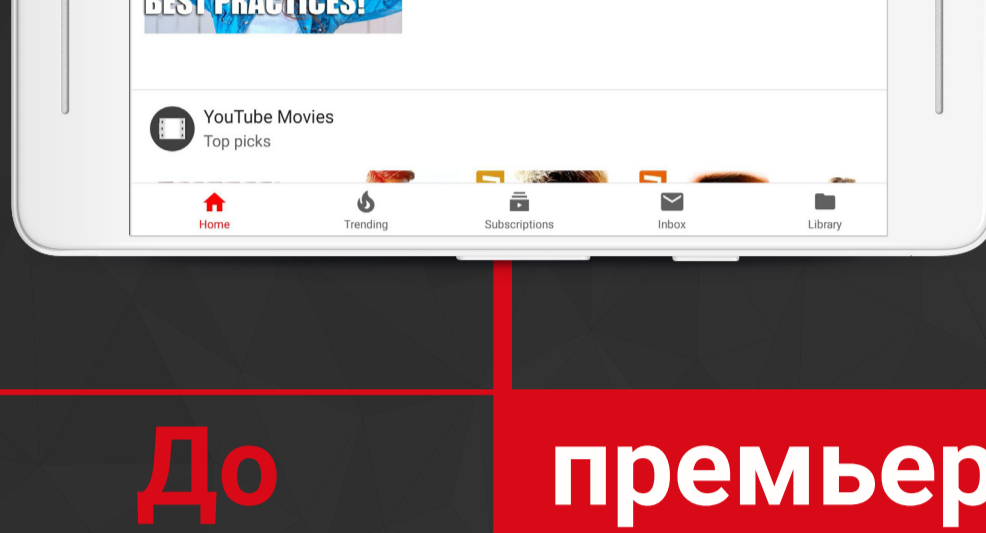 BEST PRACTICES!
YouTube Movies
Top picks
Home Trending Subscriptions Inbox Library
До премьер